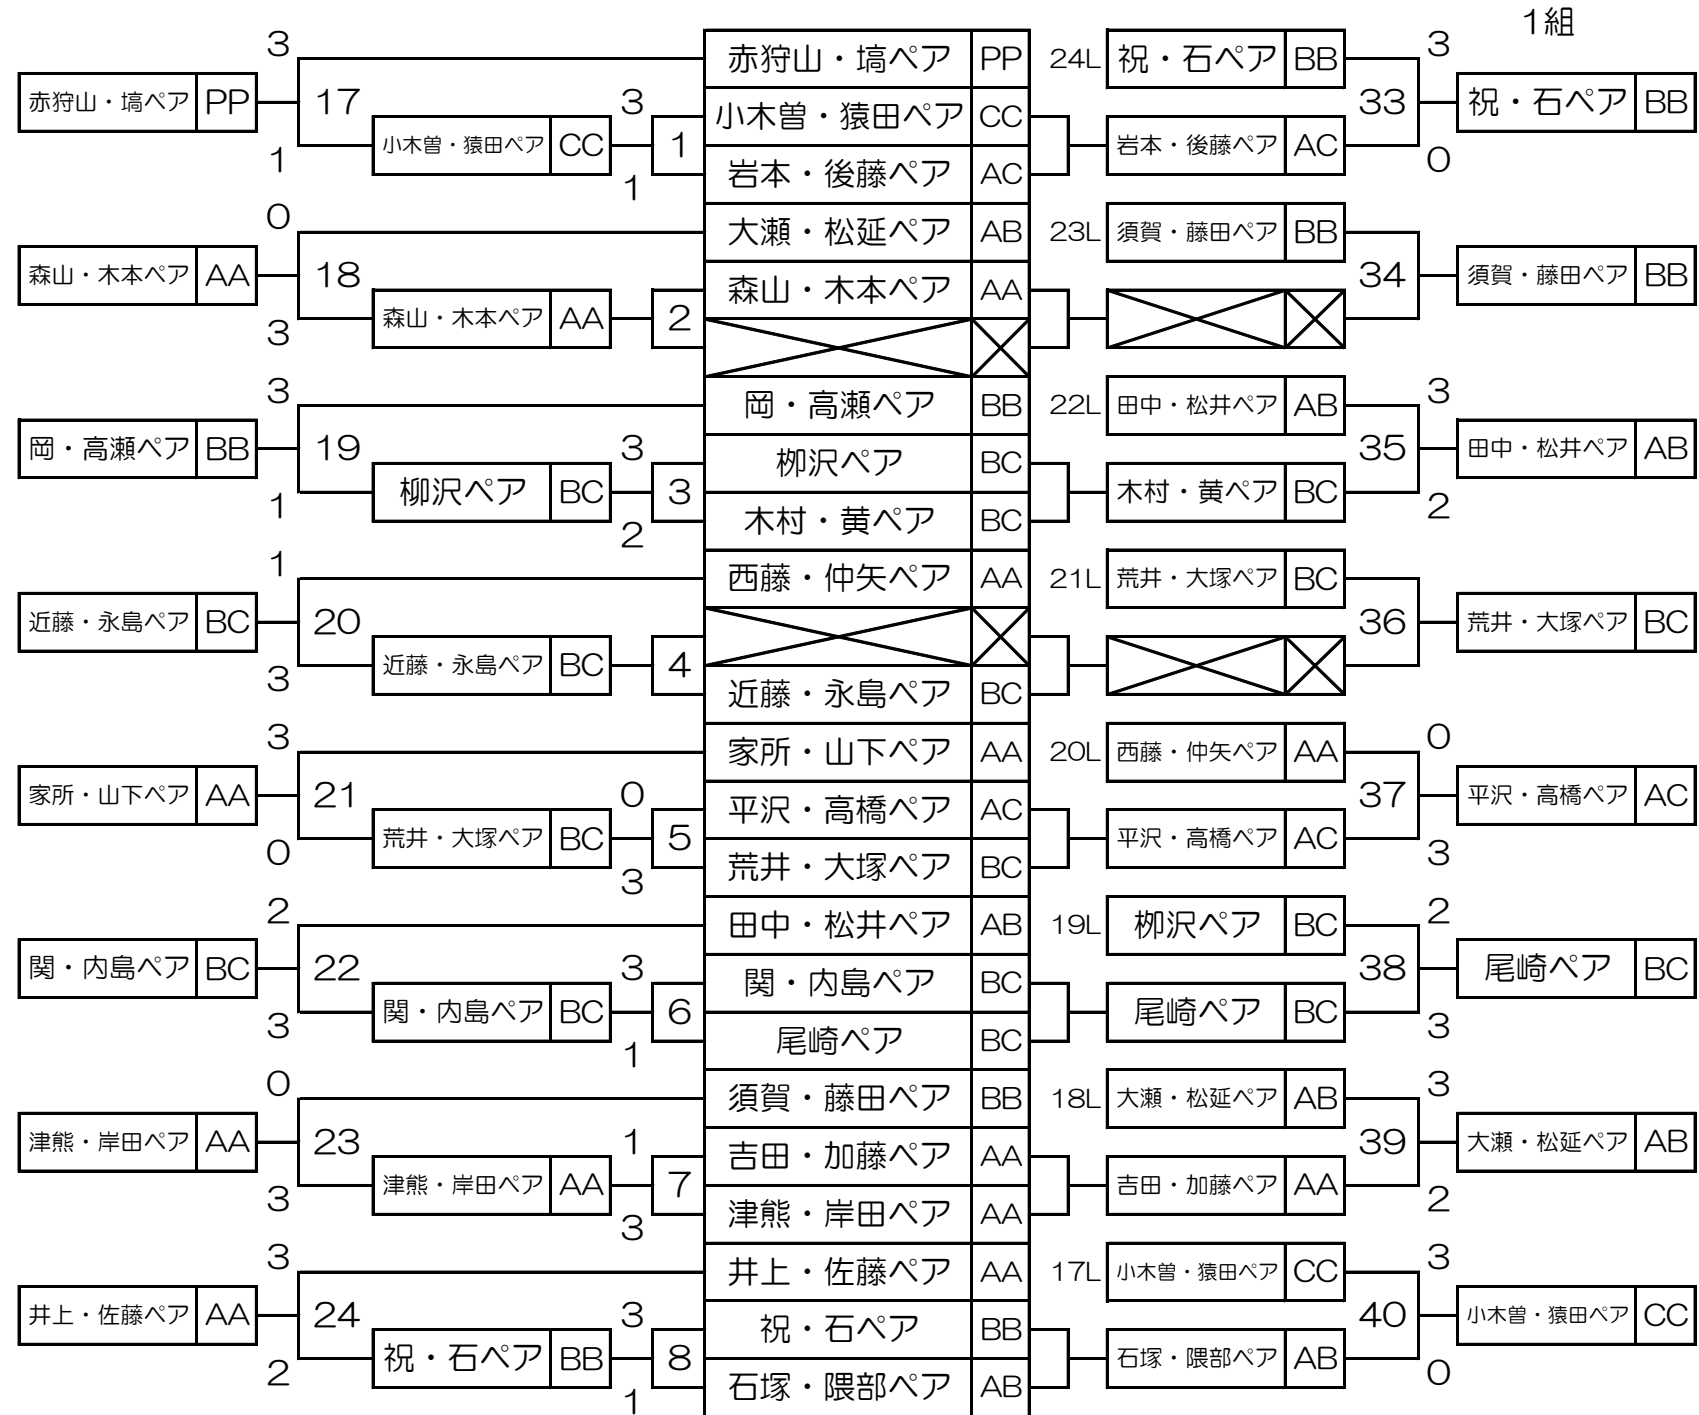 1組
3 赤狩山・塙ペア PP 24L 祝・石ペア BB 3
赤狩山・塙ペア PP 17 3 小木曽・猿田ペア CC 33 祝・石ペア BB
1 小木曽・猿田ペア CC 1 1 岩本・後藤ペア AC 岩本・後藤ペア AC 0
0 大瀬・松延ペア AB 23L 須賀・藤田ペア BB
森山・木本ペア AA 18 森山・木本ペア AA 34 須賀・藤田ペア BB
3 森山・木本ペア AA 2
3 岡・高瀬ペア BB 22L 田中・松井ペア AB 3
岡・高瀬ペア BB 19 3 栁沢ペア BC 35 田中・松井ペア AB
1 柳沢ペア BC 3 2 木村・黄ペア BC 木村・黄ペア BC 2
1 西藤・仲矢ペア AA 21L 荒井・大塚ペア BC
近藤・永島ペア BC 20 36 荒井・大塚ペア BC
3 近藤・永島ペア BC 4 近藤・永島ペア BC
3 家所・山下ペア AA 20L 西藤・仲矢ペア AA 0
家所・山下ペア AA 21 0 平沢・高橋ペア AC 37 平沢・高橋ペア AC
0 荒井・大塚ペア BC 5 3 荒井・大塚ペア BC 平沢・高橋ペア AC 3
2 田中・松井ペア AB 19L 栁沢ペア BC 2
関・内島ペア BC 22 3 関・内島ペア BC 38 尾崎ペア BC
3 関・内島ペア BC 6 1 尾崎ペア BC 尾崎ペア BC 3
0 須賀・藤田ペア BB 18L 大瀬・松延ペア AB 3
津熊・岸田ペア AA 23 1 吉田・加藤ペア AA 39 大瀬・松延ペア AB
3 津熊・岸田ペア AA 7 3 津熊・岸田ペア AA 吉田・加藤ペア AA 2
3 井上・佐藤ペア AA 17L 小木曽・猿田ペア CC 3
井上・佐藤ペア AA 24 3 祝・石ペア BB 40 小木曽・猿田ペア CC
2 祝・石ペア BB 8 1 石塚・隈部ペア AB 石塚・隈部ペア AB 0